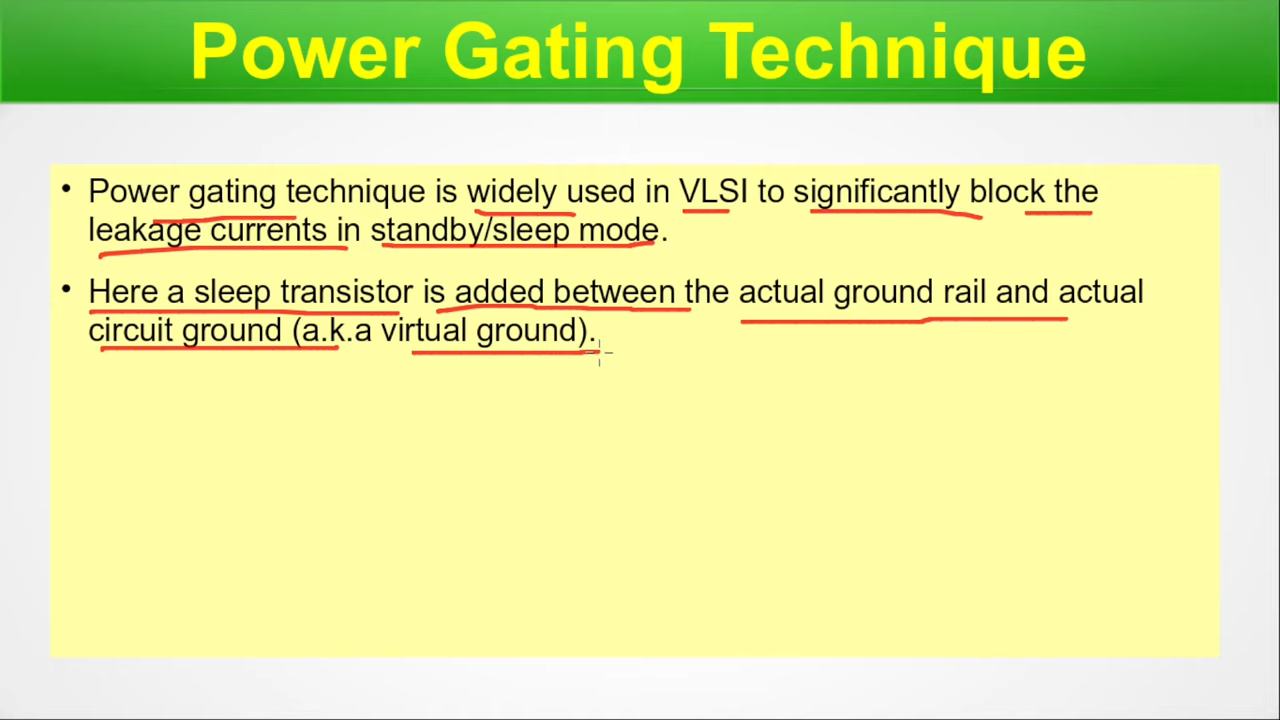 Power Gating Technique
• Power gating technique is widely used in VLSI to significantly block the
leakage currents in standby/sleep mode.
• Here a sleep transistor is added between the actual ground rail and actual
circuit ground (a.k.a virtual ground).